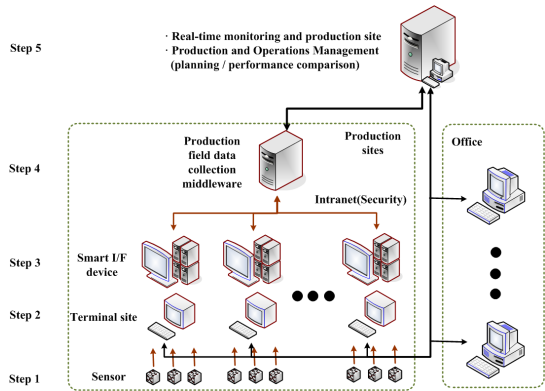 Step 5
· Real-time monitoring and production site
· Production and Operations Management
(planning / performance comparison)
Step 4
Production
field data
collection
middleware
Production
sites
Office
Intranet(Security)
Step 3
Smart I/F
device
Step 2
Terminal site
Step 1
Sensor